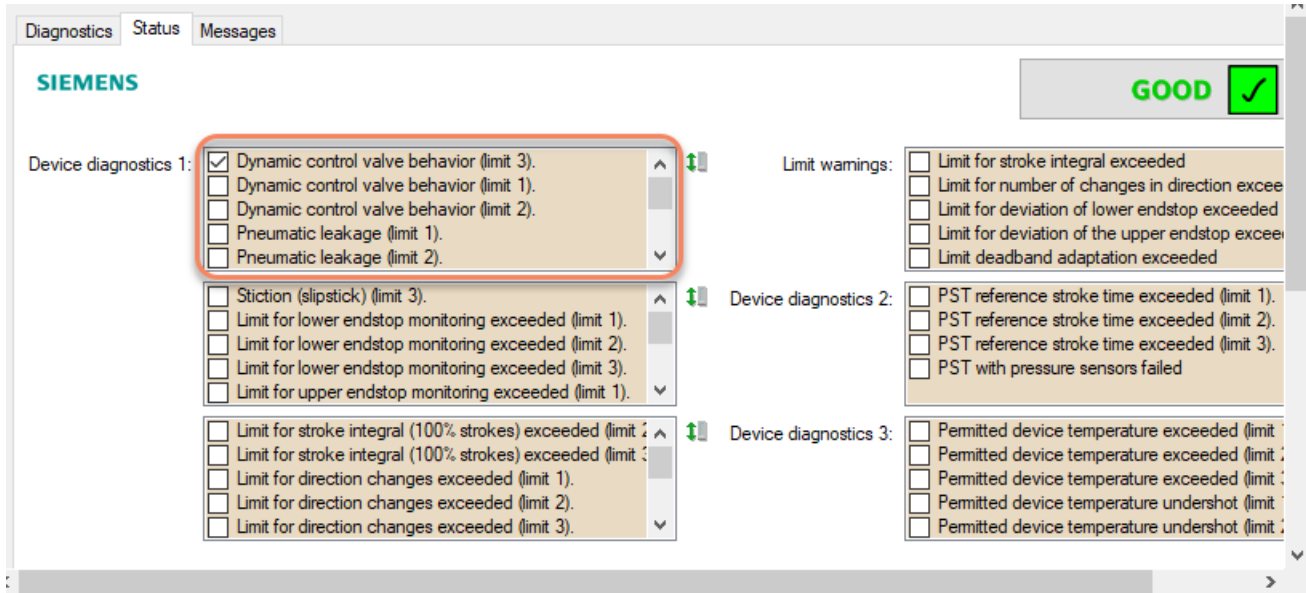 Diagnostics Status Messages
SIEMENS
GOOD
Device diagnostics 1:
Dynamic control valve behavior (limit 3).
Dynamic control valve behavior (limit 1).
Dynamic control valve behavior (limit 2).
Pneumatic leakage (limit 1).
Pneumatic leakage (limit 2).
Limit warnings:
Limit for stroke integral exceeded
Limit for number of changes in direction excee
Limit for deviation of lower endstop exceeded
Limit for deviation of the upper endstop excee
Limit deadband adaptation exceeded
Stiction (slipstick) (limit 3).
Limit for lower endstop monitoring exceeded (limit 1).
Limit for lower endstop monitoring exceeded (limit 2).
Limit for lower endstop monitoring exceeded (limit 3).
Limit for upper endstop monitoring exceeded (limit 1).
Device diagnostics 2:
PST reference stroke time exceeded (limit 1).
PST reference stroke time exceeded (limit 2).
PST reference stroke time exceeded (limit 3).
PST with pressure sensors failed
Limit for stroke integral (100% strokes) exceeded (limit 2
Limit for stroke integral (100% strokes) exceeded (limit 3
Limit for direction changes exceeded (limit 1).
Limit for direction changes exceeded (limit 2).
Limit for direction changes exceeded (limit 3).
Device diagnostics 3:
Permitted device temperature exceeded (limit
Permitted device temperature exceeded (limit
Permitted device temperature exceeded (limit
Permitted device temperature undershot (limit
Permitted device temperature undershot (limit